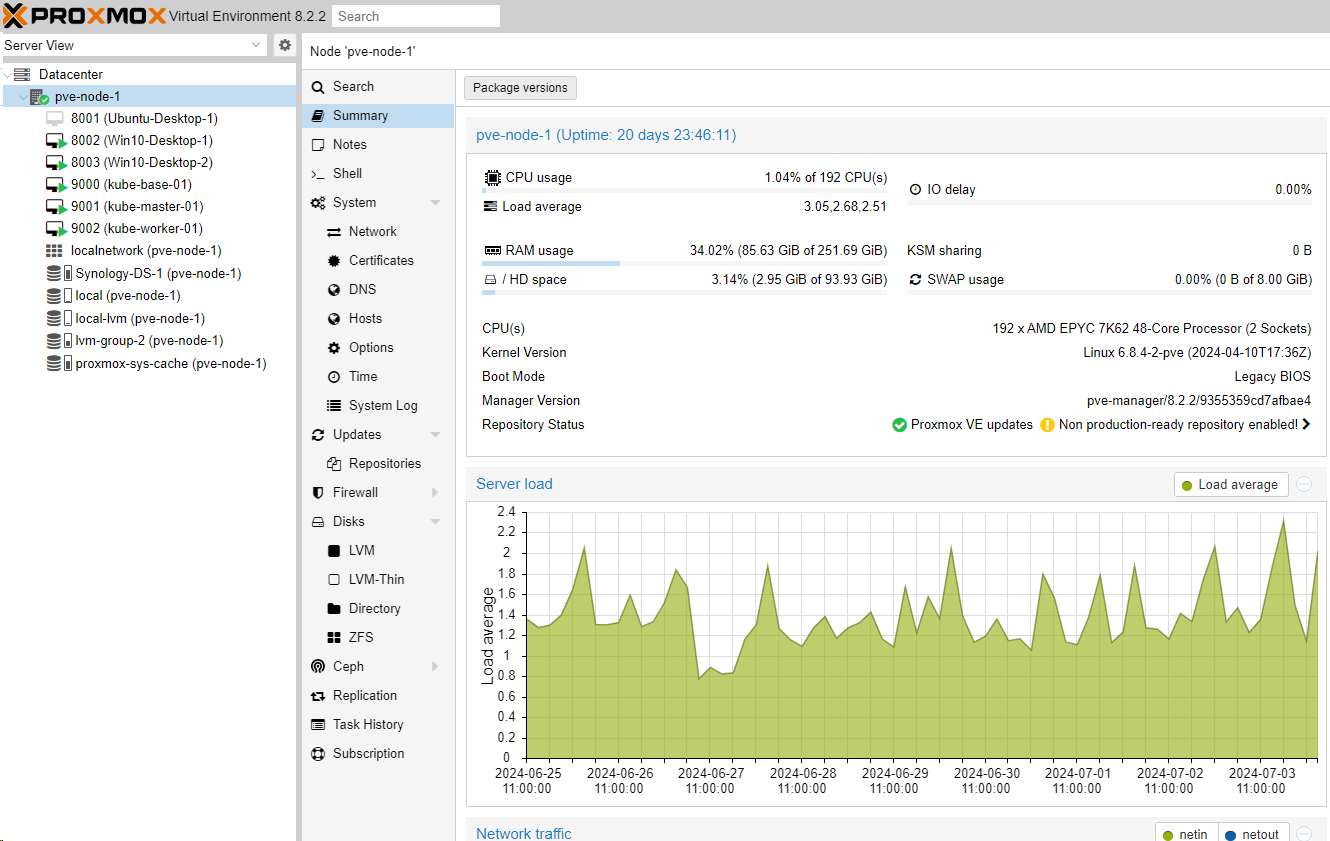 PROXMOX Virtual Environment 8.2.2 Search
Server View
Datacenter
pve-node-1
8001 (Ubuntu-Desktop-1)
8002 (Win10-Desktop-1)
8003 (Win10-Desktop-2)
9000 (kube-base-01)
9001 (kube-master-01)
9002 (kube-worker-01)
localnetwork (pve-node-1)
Synology-DS-1 (pve-node-1)
local (pve-node-1)
local-lvm (pve-node-1)
lvm-group-2 (pve-node-1)
proxmox-sys-cache (pve-node-1)
Node 'pve-node-1'
Search
Summary
Notes
Shell
System
Network
Certificates
DNS
Hosts
Options
Time
System Log
Updates
Repositories
Firewall
Disks
LVM
LVM-Thin
Directory
ZFS
Ceph
Replication
Task History
Subscription
Package versions
pve-node-1 (Uptime: 20 days 23:46:11)
CPU usage 1.04% of 192 CPU(s)
IO delay 0.00%
Load average 3.05,2.68,2.51
RAM usage 34.02% (85.63 GiB of 251.69 GiB)
KSM sharing 0 B
/ HD space 3.14% (2.95 GiB of 93.93 GiB)
SWAP usage 0.00% (0 B of 8.00 GiB)
CPU(s) 192 x AMD EPYC 7K62 48-Core Processor (2 Sockets)
Kernel Version Linux 6.8.4-2-pve (2024-04-10T17:36Z)
Boot Mode Legacy BIOS
Manager Version pve-manager/8.2.2/9355359cd7afbae4
Repository Status Proxmox VE updates Non production-ready repository enabled!
Server load
Load average
Load average
2.4
2.2
2
1.8
1.6
1.4
1.2
1
0.8
0.6
0.4
0.2
0
2024-06-25 2024-06-26 2024-06-27 2024-06-28 2024-06-29 2024-06-30 2024-07-01 2024-07-02 2024-07-03
11:00:00 11:00:00 11:00:00 11:00:00 11:00:00 11:00:00 11:00:00 11:00:00 11:00:00
Network traffic
netin netout